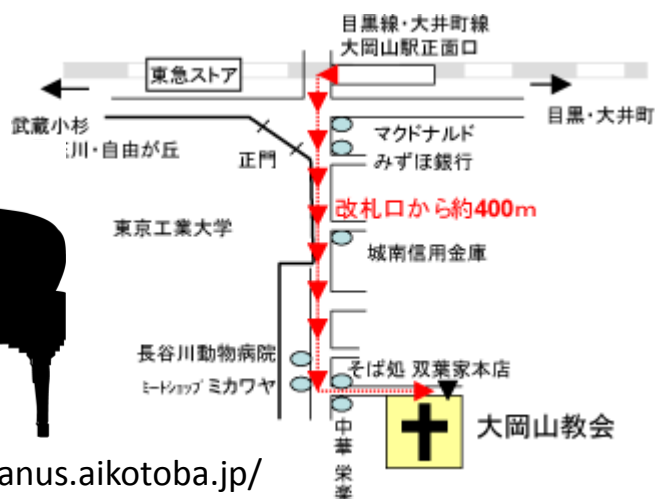 目黒線・大井町線
大岡山駅正面口
東急ストア
武蔵小杉
川・自由が丘
目黒・大井町
正門
マクドナルド
みずほ銀行
改札口から約400m
東京工業大学
城南信用金庫
長谷川動物病院
ミートショップ ミカワヤ
そば処 双葉家本店
中華 栄楽
大岡山教会
anus.aikotoba.jp/